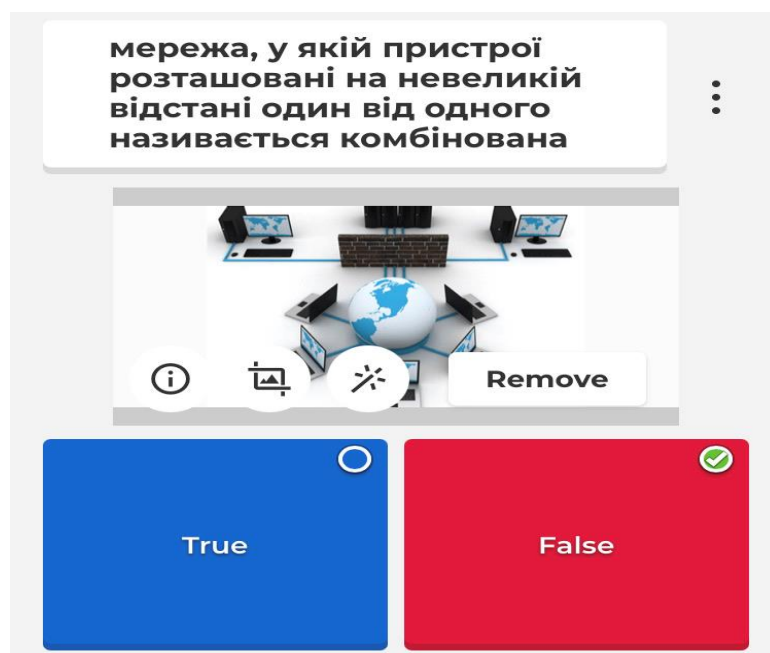 мережа, у якій пристрої
розташовані на невеликій
відстані один від одного
називається комбінована
Remove
True
False